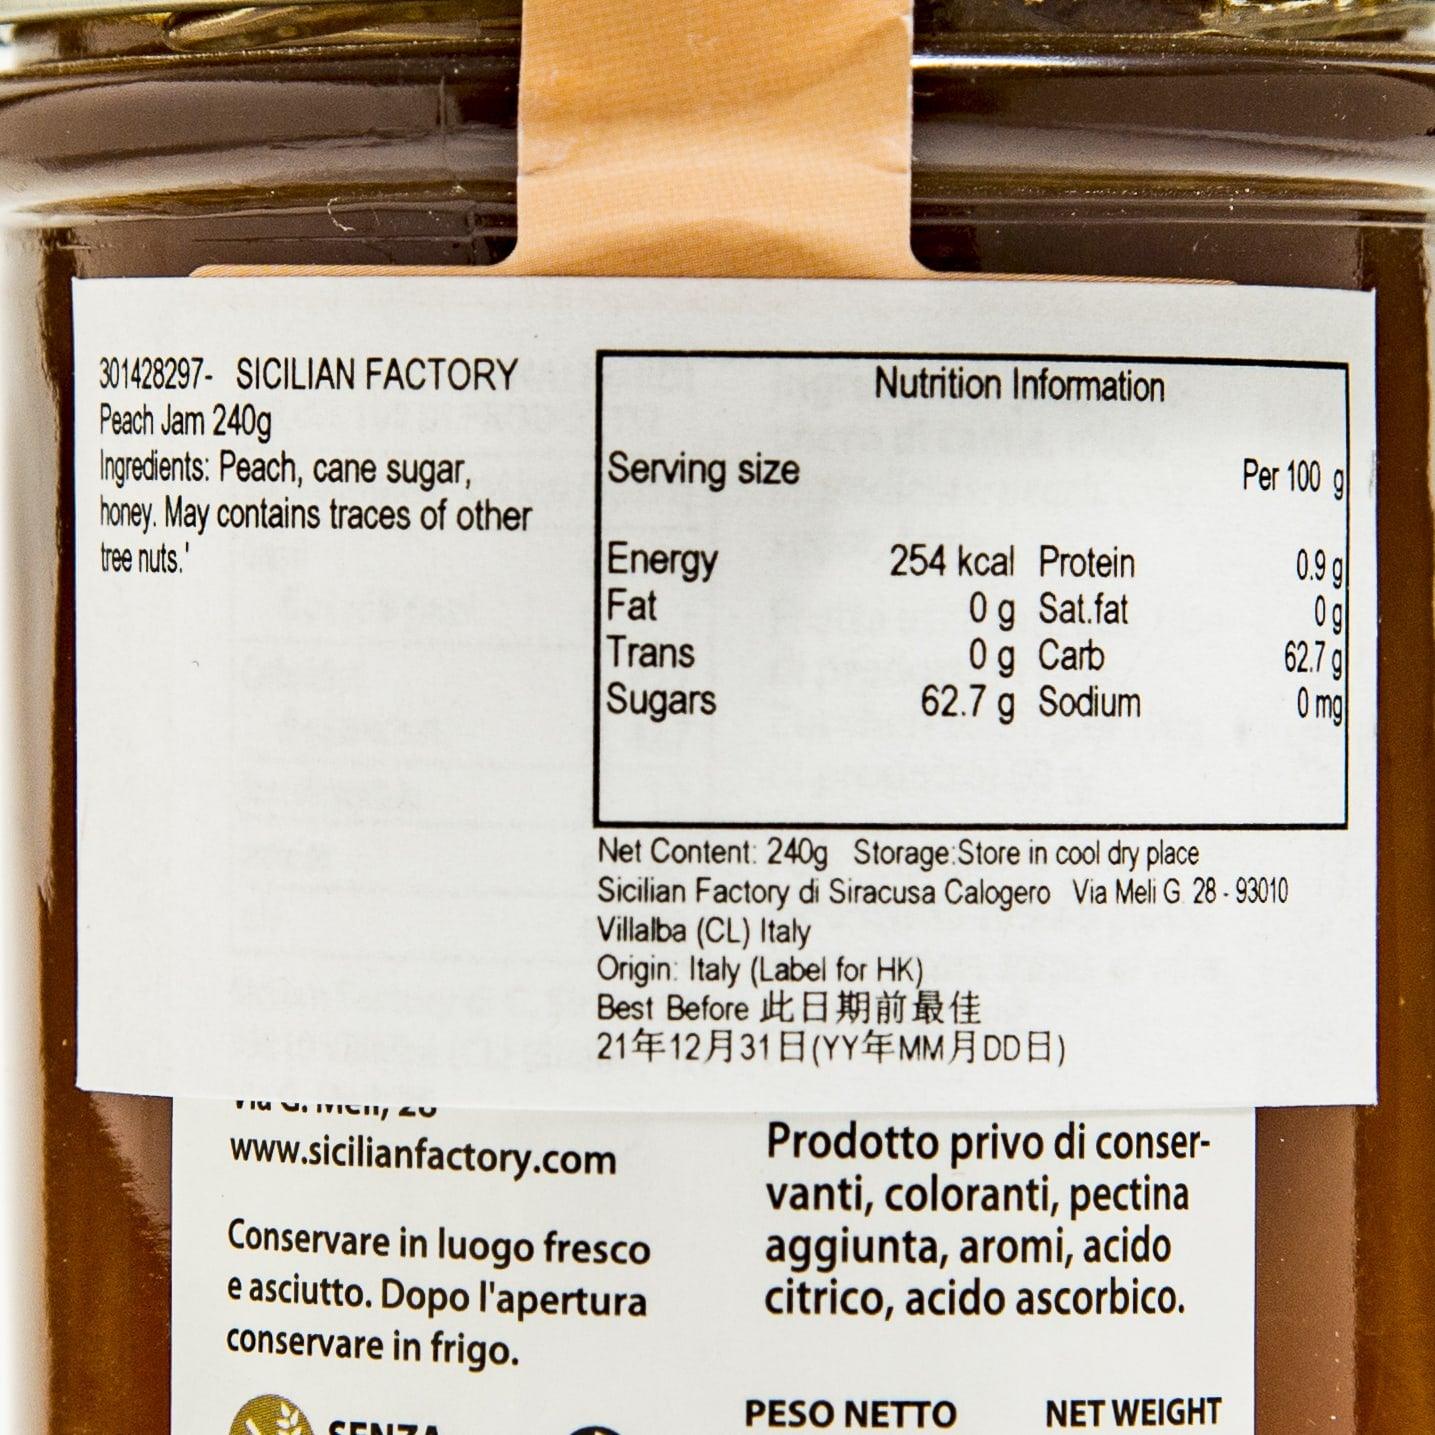 301428297- SICILIAN FACTORY
Peach Jam 240g
Ingredients: Peach, cane sugar,
honey. May contains traces of other
tree nuts.'
Nutrition Information
Serving size Per 100 g
Energy 254 kcal Protein 0.9 g
Fat 0 g Sat.fat 0 g
Trans 0 g Carb 62.7 g
Sugars 62.7 g Sodium 0 mg
Net Content: 240g Storage:Store in cool dry place
Sicilian Factory di Siracusa Calogero Via Meli G. 28 - 93010
Villalba (CL) Italy
Origin: Italy (Label for HK)
Best Before 此日期前最佳
21年12月31日(YY年MM月DD日)
Via G. Meli, 28
www.sicilianfactory.com
Conservare in luogo fresco
e asciutto. Dopo l'apertura
conservare in frigo.
Prodotto privo di conser-
vanti, coloranti, pectina
aggiunta, aromi, acido
citrico, acido ascorbico.
SENZA
PESO NETTO NET WEIGHT